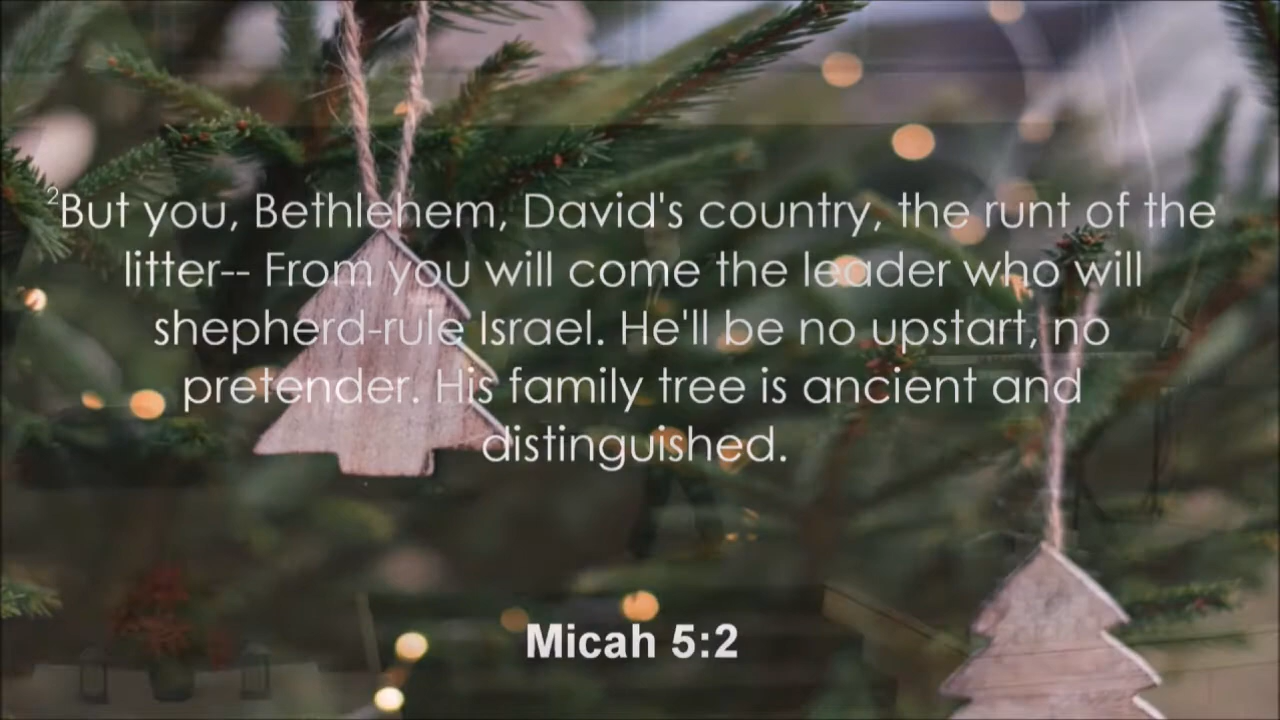 ²But you, Bethlehem, David's country, the runt of the
litter-- From you will come the leader who will
shepherd-rule Israel. He'll be no upstart, no
pretender. His family tree is ancient and
distinguished.
Micah 5:2